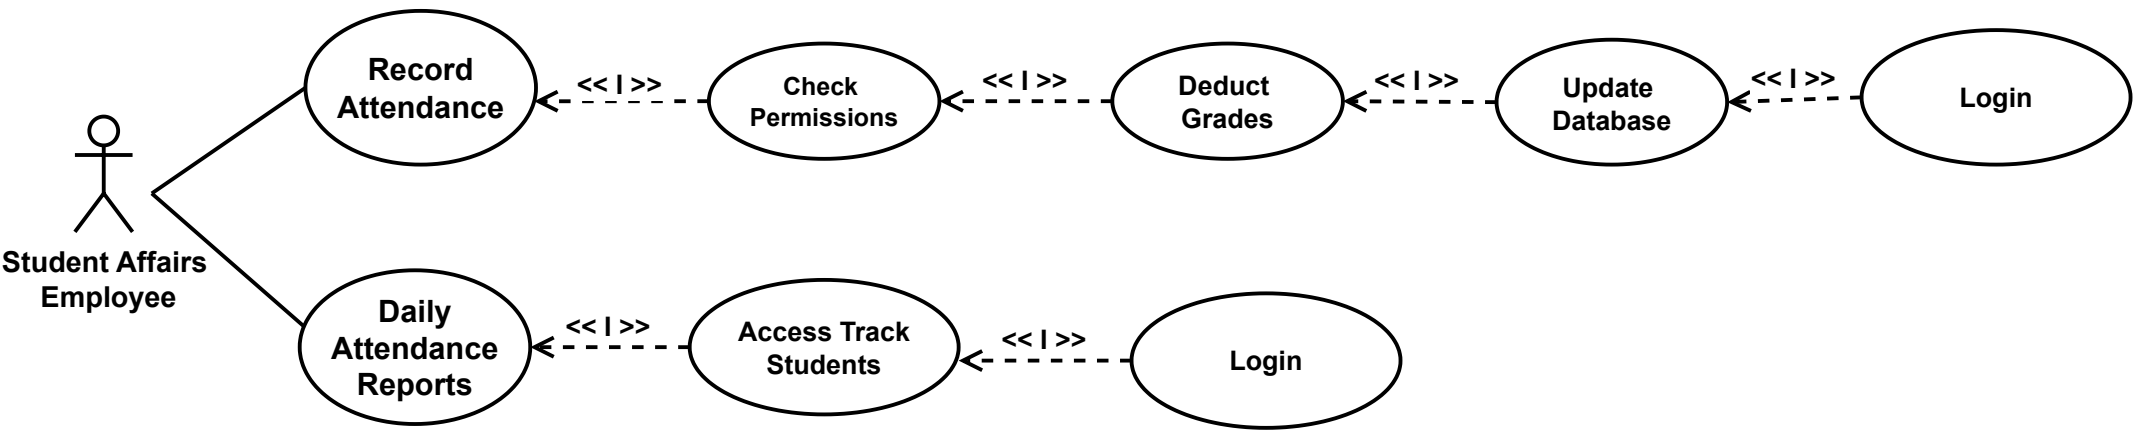 Record
Attendance
<< I >>
Check
Permissions
<< I >>
Deduct
Grades
<< I >>
Update
Database
<< I >>
Login
Student Affairs
Employee
Daily
Attendance
Reports
<< I >>
Access Track
Students
<< I >>
Login